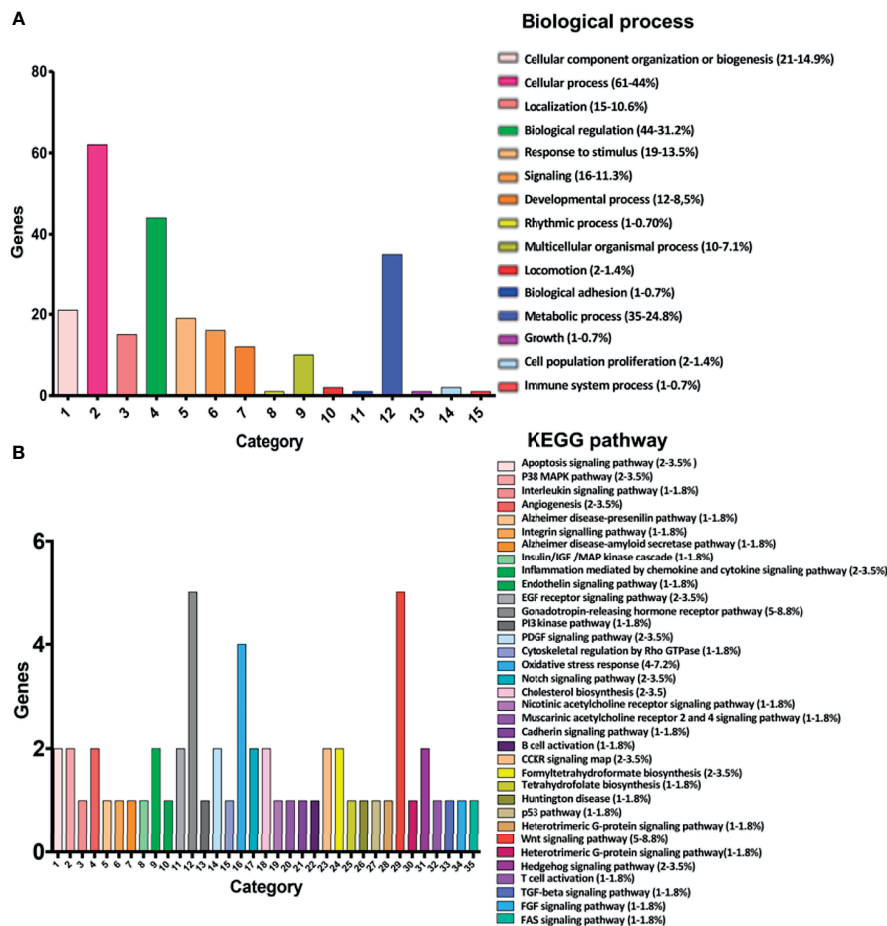 A
Biological process
80
60
40
20
0
Genes
1 2 3 4 5 6 7 8 9 10 11 12 13 14 15
Category
Cellular component organization or biogenesis (21-14.9%)
Cellular process (61-44%)
Localization (15-10.6%)
Biological regulation (44-31.2%)
Response to stimulus (19-13.5%)
Signaling (16-11.3%)
Developmental process (12-8,5%)
Rhythmic process (1-0.70%)
Multicellular organismal process (10-7.1%)
Locomotion (2-1.4%)
Biological adhesion (1-0.7%)
Metabolic process (35-24.8%)
Growth (1-0.7%)
Cell population proliferation (2-1.4%)
Immune system process (1-0.7%)
B
KEGG pathway
6
4
2
0
Genes
1 2 3 4 5 6 7 8 9 10 11 12 13 14 15 16 17 18 19 20 21 22 23 24 25 26 27 28 29 30 31 32 33 34 35
Category
Apoptosis signaling pathway (2-3.5% )
P38 MAPK pathway (2-3.5%)
Interleukin signaling pathway (1-1.8%)
Angiogenesis (2-3.5%)
Alzheimer disease-presenilin pathway (1-1.8%)
Integrin signalling pathway (1-1.8%)
Alzheimer disease-amyloid secretase pathway (1-1.8%)
Insulin/IGF /MAP kinase cascade (1-1.8%)
Inflammation mediated by chemokine and cytokine signaling pathway (2-3.5%)
Endothelin signaling pathway (1-1.8%)
EGF receptor signaling pathway (2-3.5%)
Gonadotropin-releasing hormone receptor pathway (5-8.8%)
PI3 kinase pathway (1-1.8%)
PDGF signaling pathway (2-3.5%)
Cytoskeletal regulation by Rho GTPase (1-1.8%)
Oxidative stress response (4-7.2%)
Notch signaling pathway (2-3.5%)
Cholesterol biosynthesis (2-3.5)
Nicotinic acetylcholine receptor signaling pathway (1-1.8%)
Muscarinic acetylcholine receptor 2 and 4 signaling pathway (1-1.8%)
Cadherin signaling pathway (1-1.8%)
B cell activation (1-1.8%)
CCKR signaling map (2-3.5%)
Formyltetrahydroformate biosynthesis (2-3.5%)
Tetrahydrofolate biosynthesis (1-1.8%)
Huntington disease (1-1.8%)
p53 pathway (1-1.8%)
Heterotrimeric G-protein signaling pathway (1-1.8%)
Wnt signaling pathway (5-8.8%)
Heterotrimeric G-protein signaling pathway(1-1.8%)
Hedgehog signaling pathway (2-3.5%)
T cell activation (1-1.8%)
TGF-beta signaling pathway (1-1.8%)
FGF signaling pathway (1-1.8%)
FAS signaling pathway (1-1.8%)